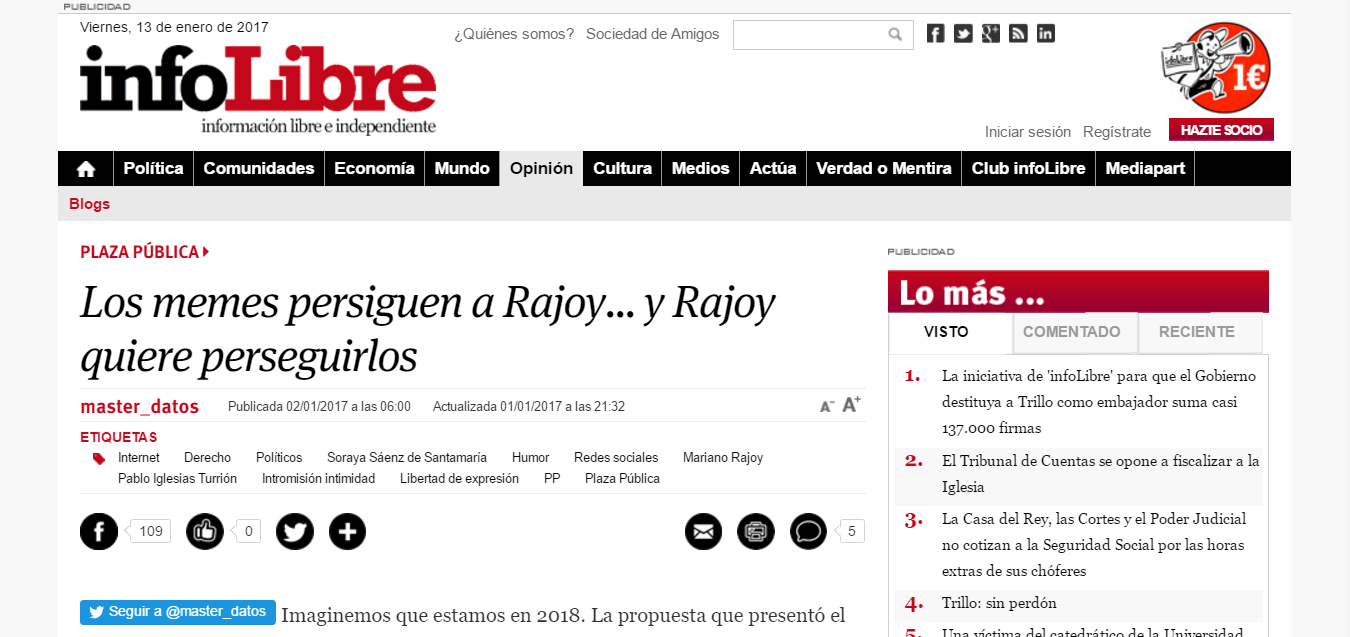 PUBLICIDAD
Viernes, 13 de enero de 2017
¿Quiénes somos? Sociedad de Amigos
infoLibre
información libre e independiente
infoLibre
1€
Iniciar sesión Regístrate HAZTE SOCIO
Política Comunidades Economía Mundo Opinión Cultura Medios Actúa Verdad o Mentira Club infoLibre Mediapart
Blogs
PLAZA PÚBLICA
Los memes persiguen a Rajoy... y Rajoy
quiere perseguirlos
master_datos Publicada 02/01/2017 a las 06:00 Actualizada 01/01/2017 a las 21:32 A- A+
ETIQUETAS
Internet Derecho Políticos Soraya Sáenz de Santamaría Humor Redes sociales Mariano Rajoy
Pablo Iglesias Turrión Intromisión intimidad Libertad de expresión PP Plaza Pública
109 0 5
Seguir a @master_datos Imaginemos que estamos en 2018. La propuesta que presentó el
PUBLICIDAD
Lo más ...
VISTO COMENTADO RECIENTE
1. La iniciativa de 'infoLibre' para que el Gobierno
destituya a Trillo como embajador suma casi
137.000 firmas
2. El Tribunal de Cuentas se opone a fiscalizar a la
Iglesia
3. La Casa del Rey, las Cortes y el Poder Judicial
no cotizan a la Seguridad Social por las horas
extras de sus chóferes
4. Trillo: sin perdón
5. Una víctima del catedrático de la Universidad